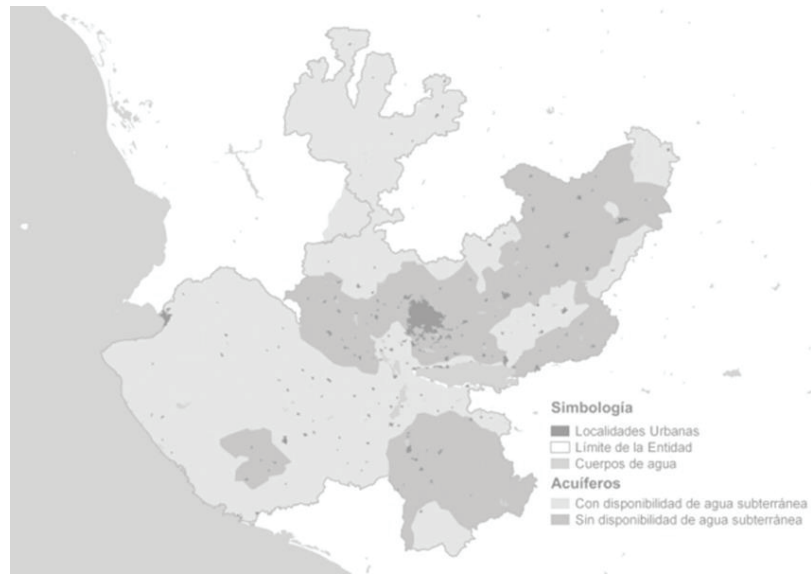 Simbología
Localidades Urbanas
Límite de la Entidad
Cuerpos de agua
Acuíferos
Con disponibilidad de agua subterránea
Sin disponibilidad de agua subterránea